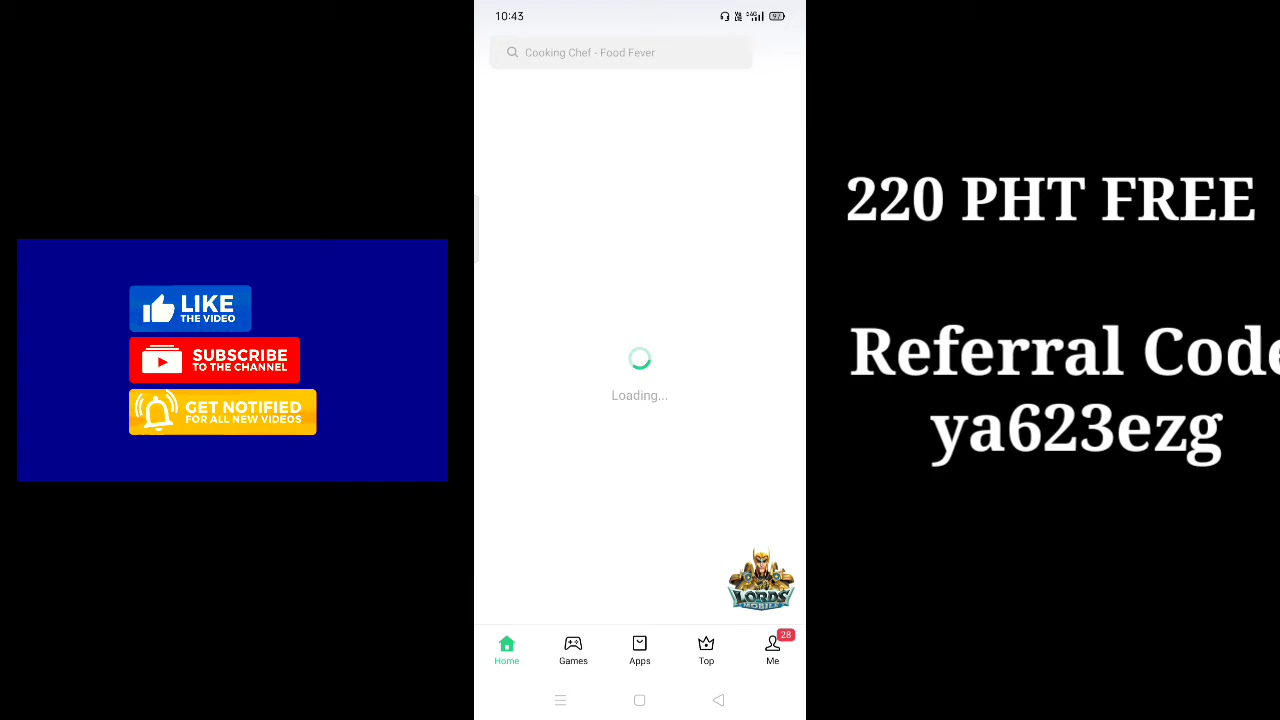 10:43
97
Cooking Chef - Food Fever
LIKE
THE VIDEO
SUBSCRIBE
TO THE CHANNEL
GET NOTIFIED
FOR ALL NEW VIDEOS
Loading...
LORDS
MOBILE
28
Home
Games
Apps
Top
Me
220 PHT FREE
Referral Code
ya623ezg